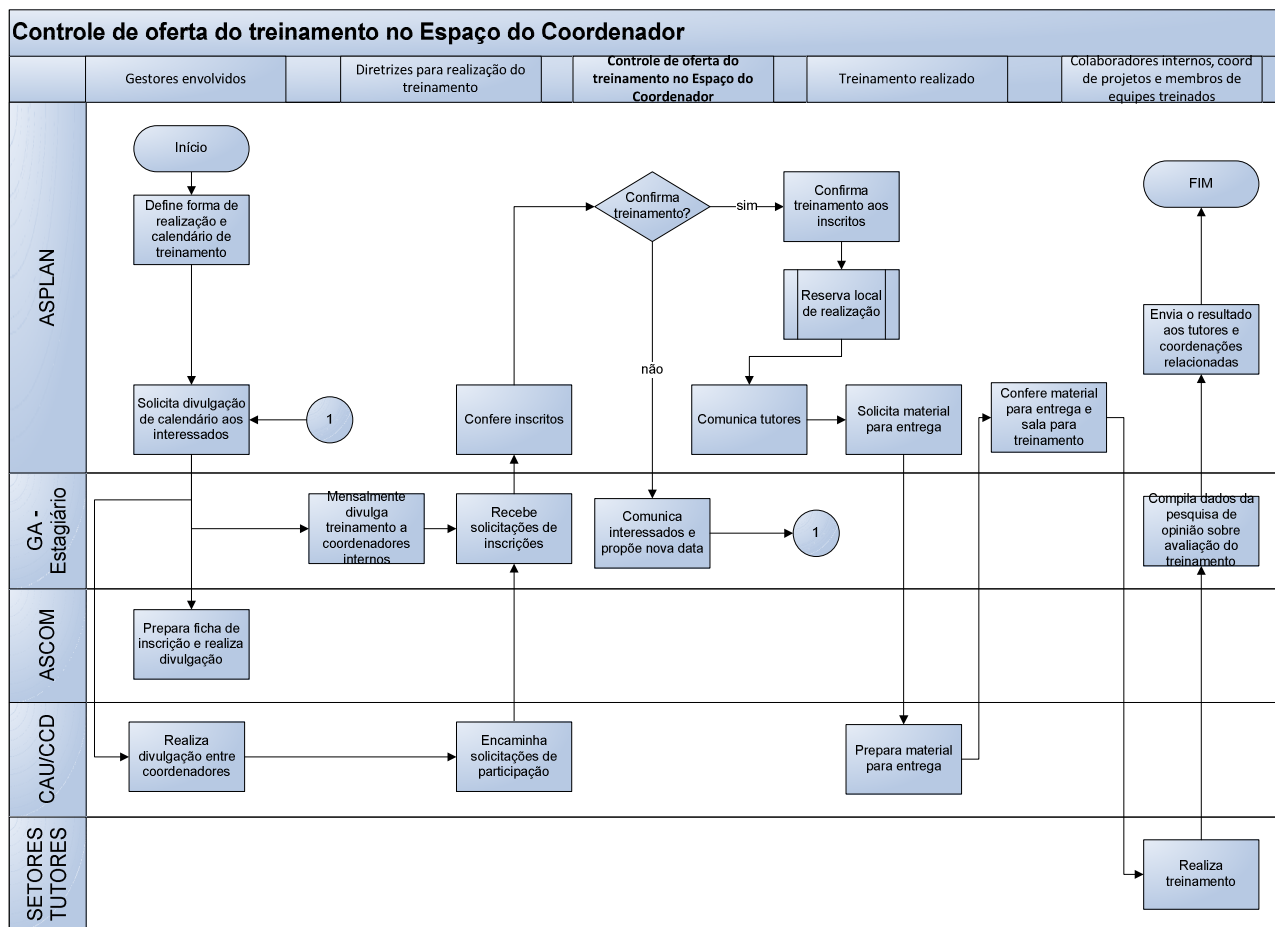 Controle de oferta do treinamento no Espaço do Coordenador
Gestores envolvidos
Diretrizes para realização do
treinamento
Controle de oferta do
treinamento no Espaço do
Coordenador
Treinamento realizado
Colaboradores internos, coord
de projetos e membros de
equipes treinados
ASPLAN
Início
Define forma de
realização e
calendário de
treinamento
Solicita divulgação
de calendário aos
interessados
1
Confere inscritos
Confirma
treinamento?
sim
não
Confirma
treinamento aos
inscritos
Reserva local
de realização
Comunica tutores
Solicita material
para entrega
Confere material
para entrega e
sala para
treinamento
Envia o resultado
aos tutores e
coordenações
relacionadas
FIM
GA -
Estagiário
Mensalmente
divulga
treinamento a
coordenadores
internos
Recebe
solicitações de
inscrições
Comunica
interessados e
propõe nova data
1
Compila dados da
pesquisa de
opinião sobre
avaliação do
treinamento
ASCOM
Prepara ficha de
inscrição e realiza
divulgação
CAU/CCD
Realiza
divulgação entre
coordenadores
Encaminha
solicitações de
participação
Prepara material
para entrega
SETORES
TUTORES
Realiza
treinamento